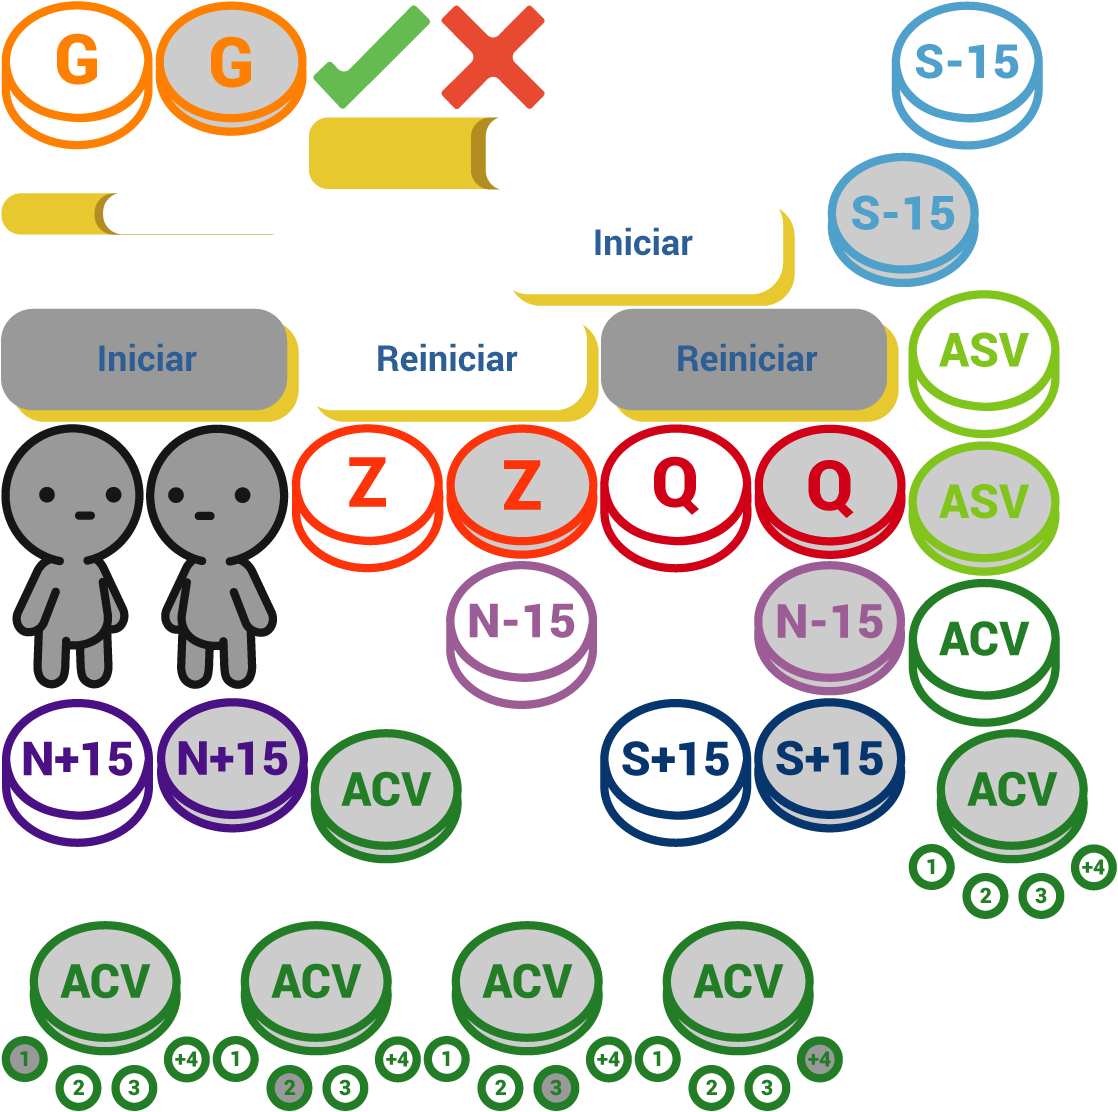 G
G
S-15
S-15
Iniciar
Iniciar
Reiniciar
Reiniciar
ASV
Z
Z
Q
Q
ASV
N-15
N-15
ACV
N+15
N+15
ACV
S+15
S+15
ACV
1
2
3
+4
ACV
1
2
3
+4
ACV
1
2
3
+4
ACV
1
2
3
+4
ACV
1
2
3
+4